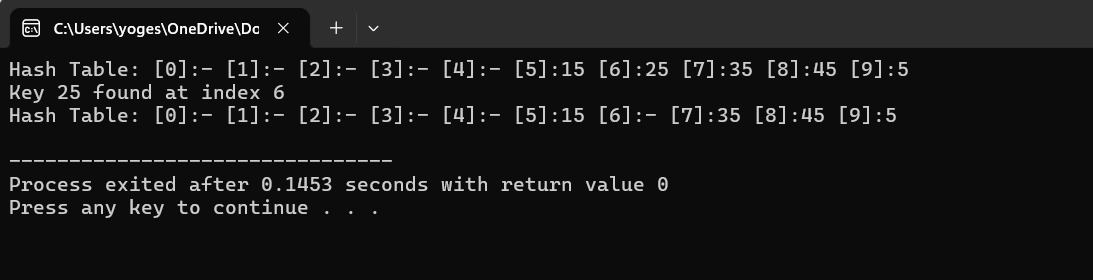 C:\Users\yoges\OneDrive\Do
Hash Table: [0]:- [1]:- [2]:- [3]:- [4]:- [5]:15 [6]:25 [7]:35 [8]:45 [9]:5
Key 25 found at index 6
Hash Table: [0]:- [1]:- [2]:- [3]:- [4]:- [5]:15 [6]:- [7]:35 [8]:45 [9]:5
--------------------------------
Process exited after 0.1453 seconds with return value 0
Press any key to continue . . .